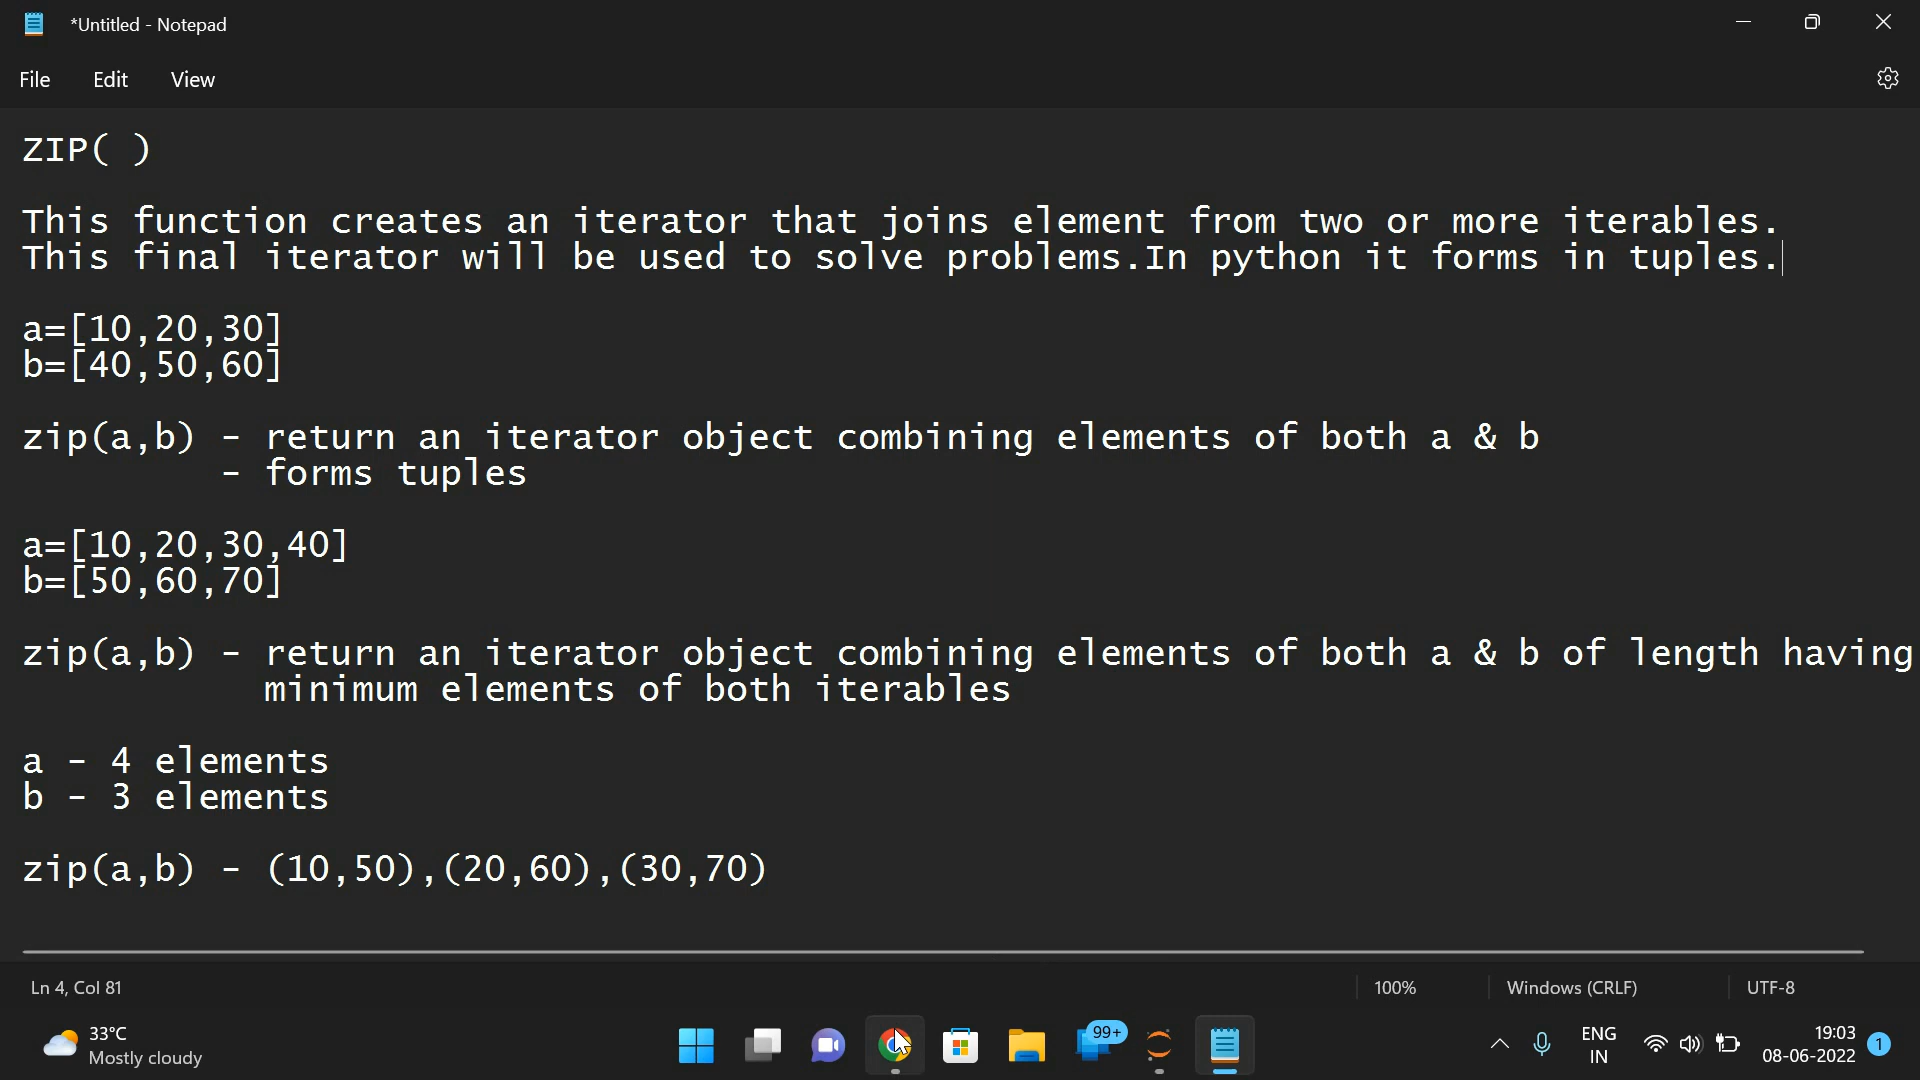 *Untitled - Notepad
File Edit View
ZIP( )
This function creates an iterator that joins element from two or more iterables.
This final iterator will be used to solve problems.In python it forms in tuples.
a=[10,20,30]
b=[40,50,60]
zip(a,b) - return an iterator object combining elements of both a & b
- forms tuples
a=[10,20,30,40]
b=[50,60,70]
zip(a,b) - return an iterator object combining elements of both a & b of length having
minimum elements of both iterables
a - 4 elements
b - 3 elements
zip(a,b) - (10,50),(20,60),(30,70)
Ln 4, Col 81 100% Windows (CRLF) UTF-8
33°C
Mostly cloudy
99+
ENG
IN
19:03
08-06-2022
1